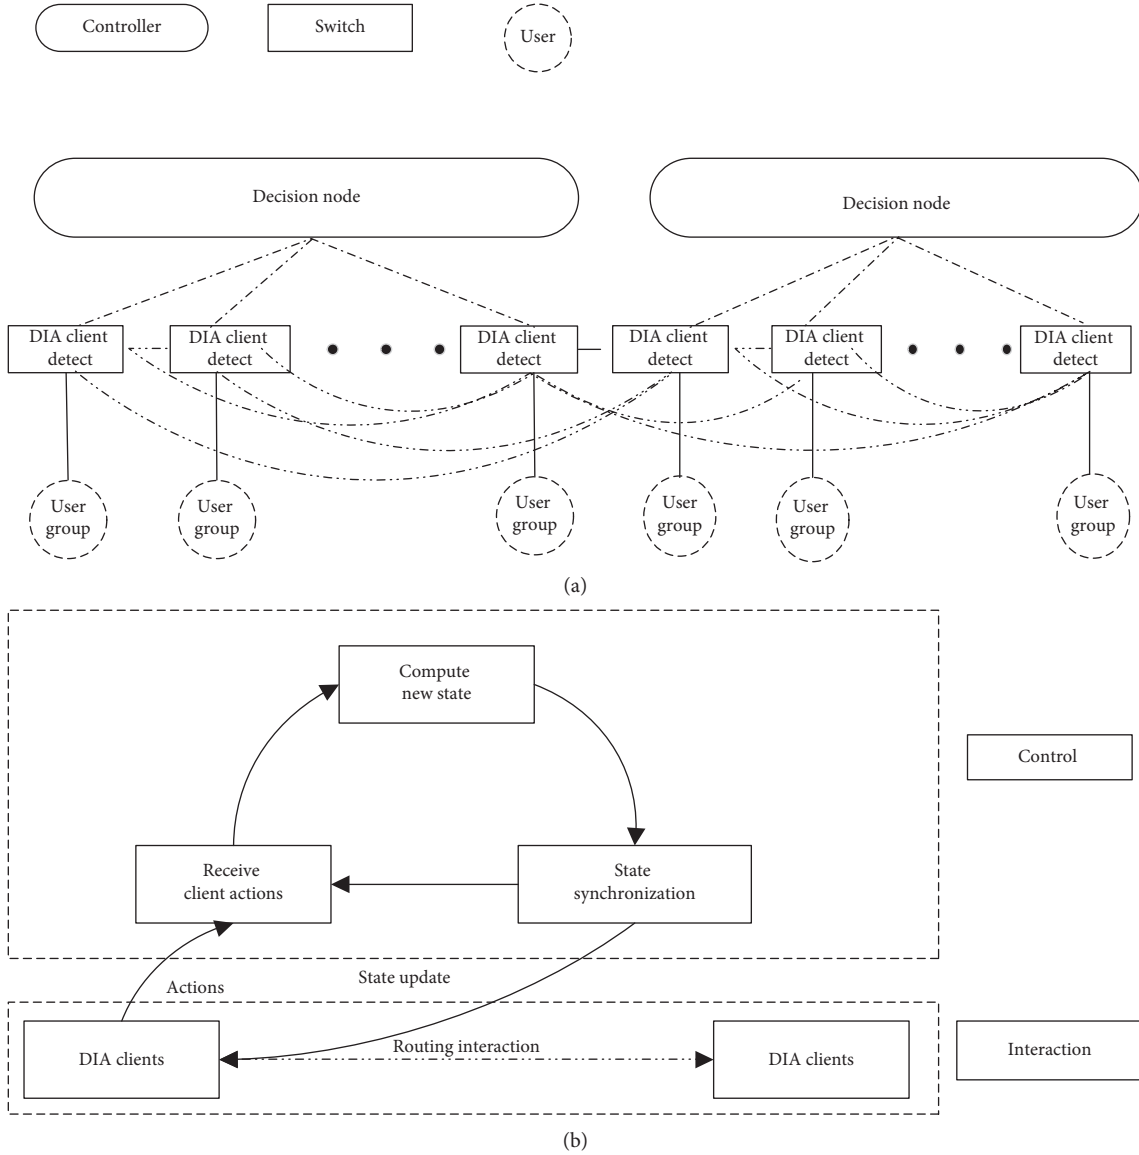 Controller
Switch
User
Decision node
Decision node
DIA client
detect
DIA client
detect
DIA client
detect
DIA client
detect
DIA client
detect
DIA client
detect
User
group
User
group
User
group
User
group
User
group
User
group
(a)
Compute
new state
Control
Receive
client actions
State
synchronization
Actions
State update
DIA clients
Routing interaction
DIA clients
Interaction
(b)